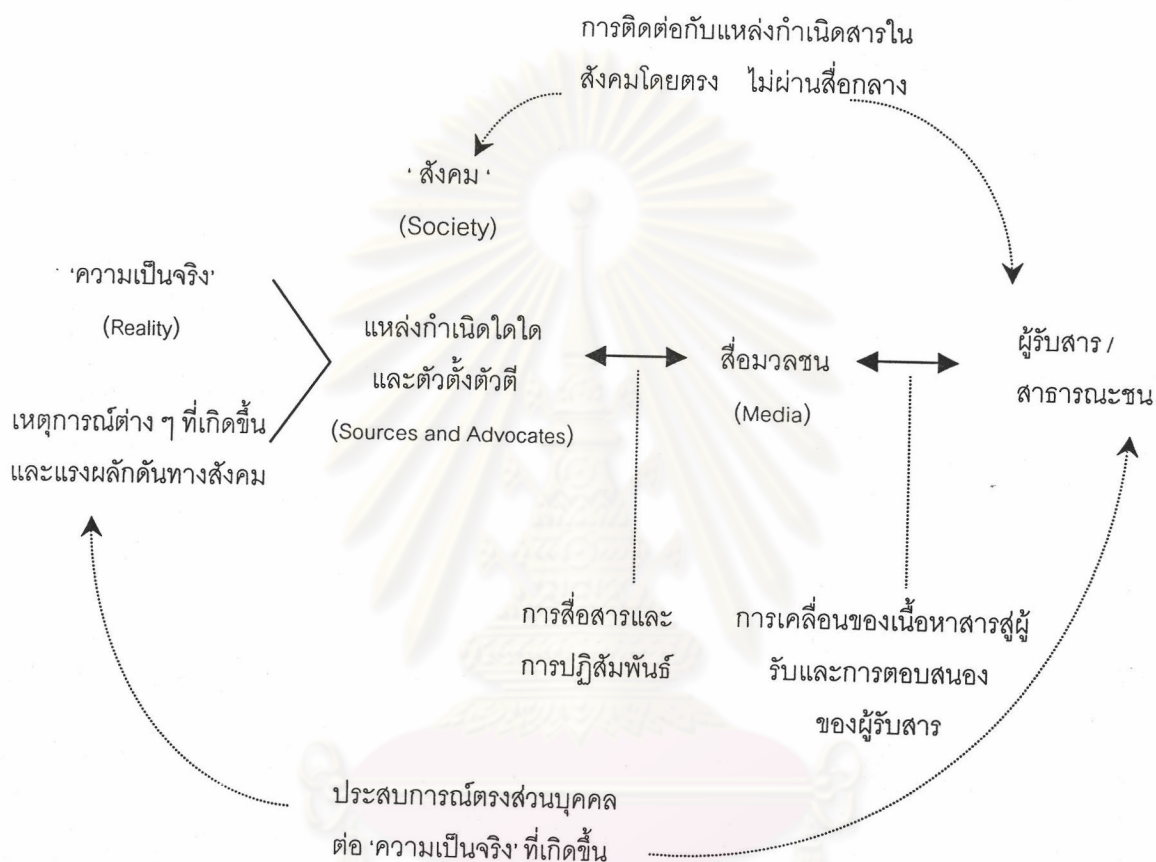 การติดต่อกับแหล่งกำเนิดสารใน
สังคมโดยตรง ไม่ผ่านสื่อกลาง
' สังคม '
(Society)
'ความเป็นจริง'
(Reality)
เหตุการณ์ต่าง ๆ ที่เกิดขึ้น
และแรงผลักดันทางสังคม
แหล่งกำเนิดใดใด
และตัวตั้งตัวตี
(Sources and Advocates)
สื่อมวลชน
(Media)
ผู้รับสาร /
สาธารณะชน
การสื่อสารและ
การปฏิสัมพันธ์
การเคลื่อนของเนื้อหาสารสู่ผู้
รับและการตอบสนอง
ของผู้รับสาร
ประสบการณ์ตรงส่วนบุคคล
ต่อ 'ความเป็นจริง' ที่เกิดขึ้น